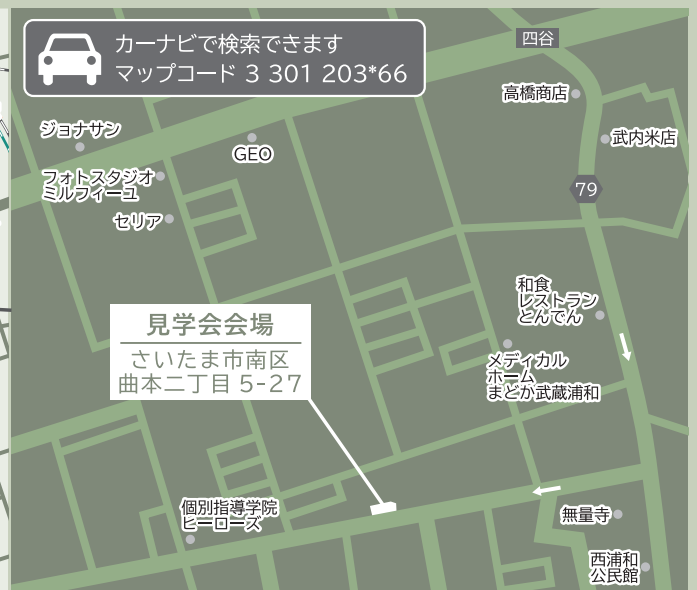 カーナビで検索できます
マップコード 3 301 203*66
四谷
高橋商店
ジョナサン
GEO
武内米店
フォトスタジオ
ミルフィーユ
セリア
79
和食
レストラン
とんでん
見学会会場
さいたま市南区
曲本二丁目 5-27
メディカル
ホーム
まどか武蔵浦和
個別指導学院
ヒーローズ
無量寺
西浦和
公民館